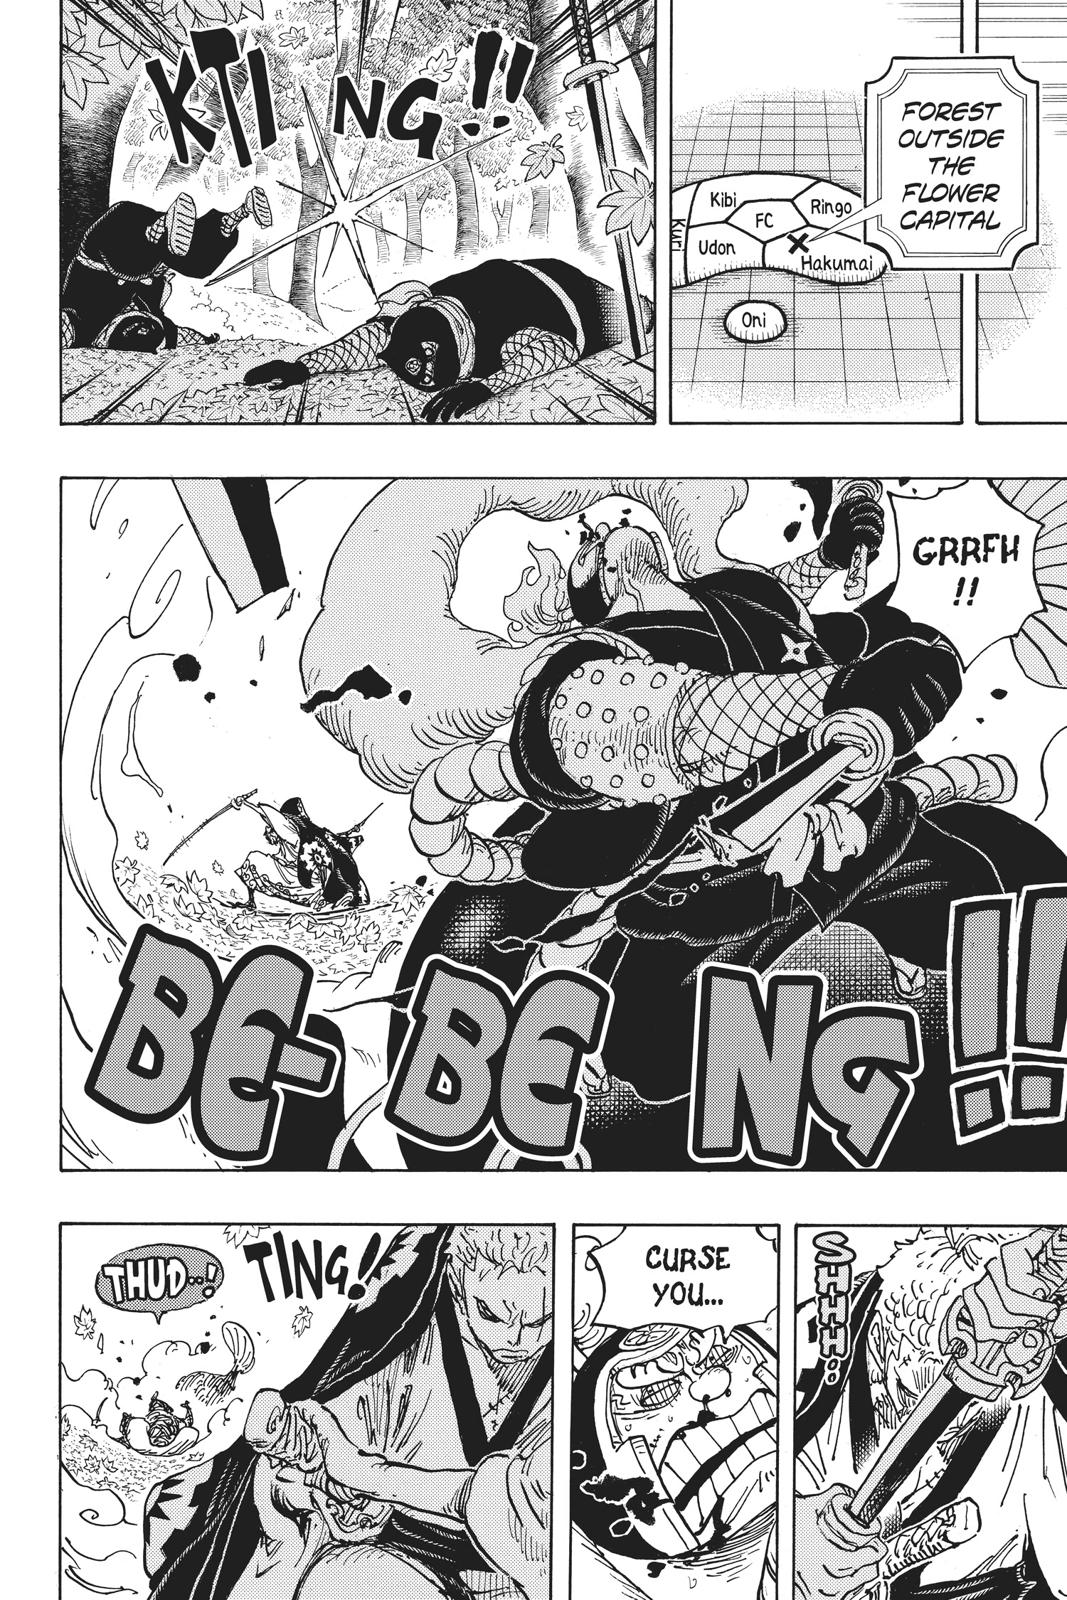 FOREST
OUTSIDE
THE
FLOWER
CAPITAL
Kibi
Ringo
FC
Kuri
Udon
Hakumai
Oni
KTI NG!!
GRRFH
!!
BE-BE NG!!
SHHH..
CURSE
YOU...
TING!!
THUD..!